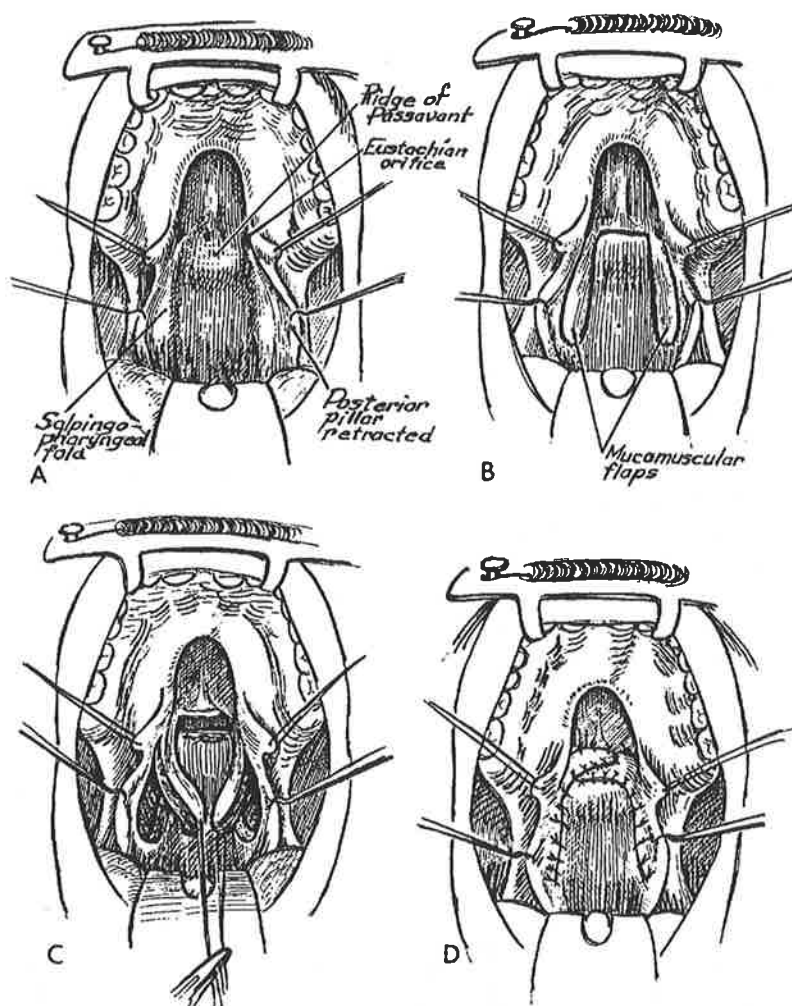 Ridge of
Passavant
Eustachian
orifice
Salpingo-
pharyngeal
fold
Posterior
pillar
retracted
A
Mucomuscular
flaps
B
C
D